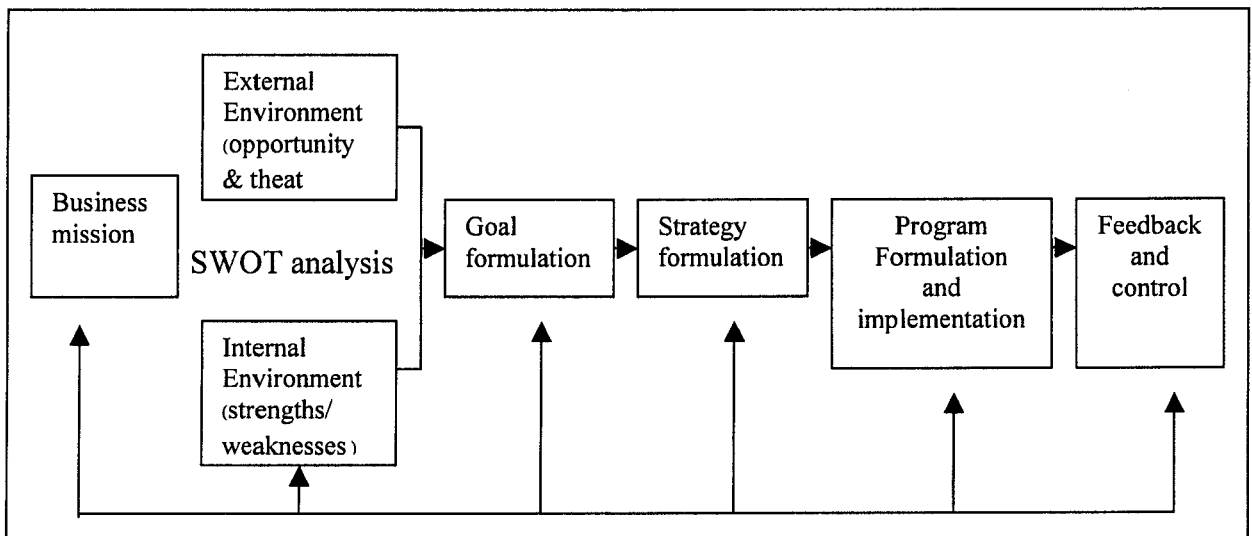 Business
mission
External
Environment
(opportunity
& theat
SWOT analysis
Internal
Environment
(strengths/
weaknesses)
Goal
formulation
Strategy
formulation
Program
Formulation
and
implementation
Feedback
and
control